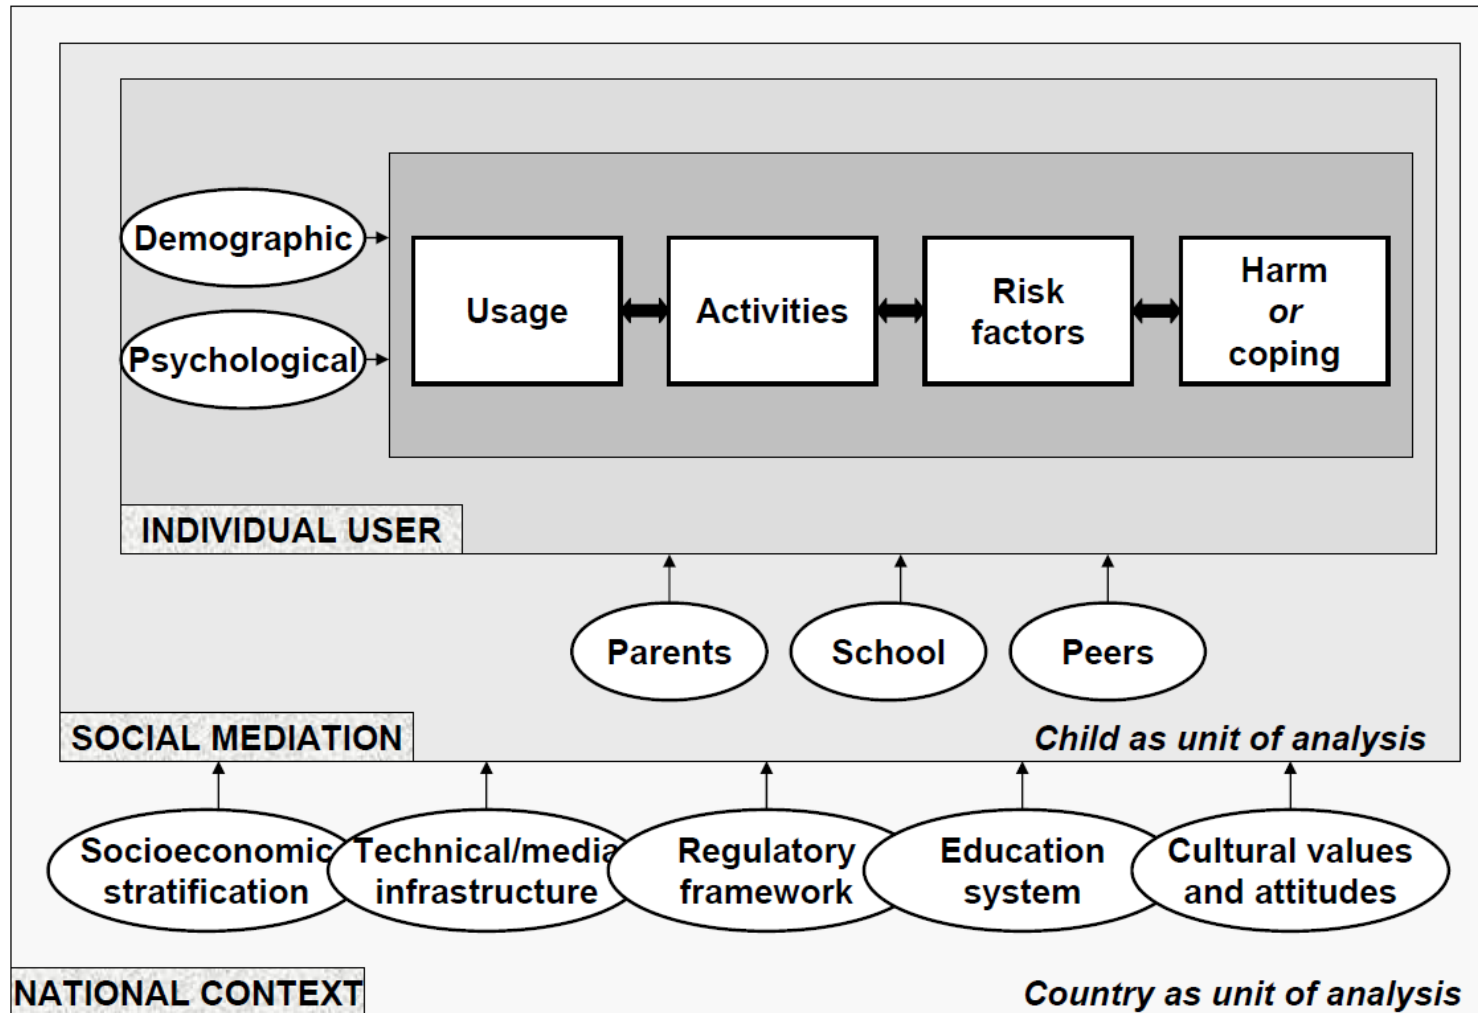 Demographic
Psychological
Usage
Activities
Risk
factors
Harm
or
coping
INDIVIDUAL USER
Parents
School
Peers
SOCIAL MEDIATION
Child as unit of analysis
Socioeconomic
stratification
Technical/media
infrastructure
Regulatory
framework
Education
system
Cultural values
and attitudes
NATIONAL CONTEXT
Country as unit of analysis